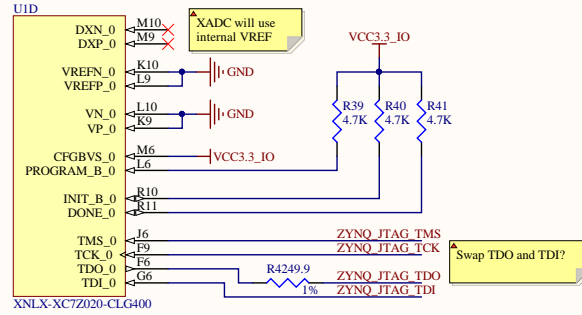 U1D
DXN_0 M10
DXP_0 M9
XADC will use
internal VREF
VREFN_0 K10
VREFP_0 L9
GND
VN_0 L10
VP_0 K9
GND
CFGBVS_0 M6 VCC3.3_IO
PROGRAM_B_0 L6
VCC3.3_IO
R39 R40 R41
4.7K 4.7K 4.7K
INIT_B_0 R10
DONE_0 R11
TMS_0 J6 ZYNQ_JTAG_TMS
TCK_0 F9 ZYNQ_JTAG_TCK
TDO_0 F6 R4249.9 ZYNQ_JTAG_TDO
TDI_0 G6 1% ZYNQ_JTAG_TDI
Swap TDO and TDI?
XNLX-XC7Z020-CLG400